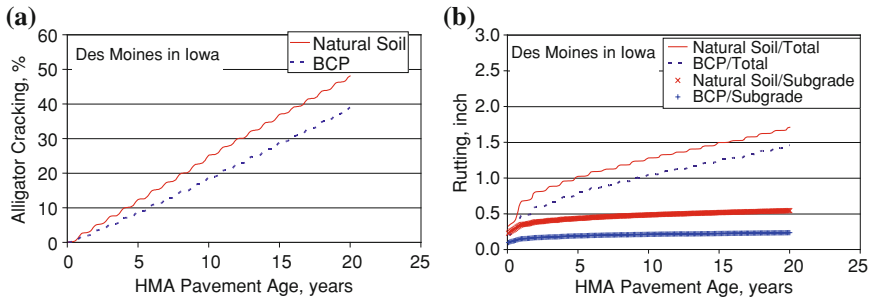 (a)
60
50
40
30
20
10
0
Alligator Cracking, %
Des Moines in Iowa
Natural Soil
BCP
0 5 10 15 20 25
HMA Pavement Age, years
(b)
3.0
2.5
2.0
1.5
1.0
0.5
0.0
Rutting, inch
Des Moines in Iowa
Natural Soil/Total
BCP/Total
Natural Soil/Subgrade
BCP/Subgrade
0 5 10 15 20 25
HMA Pavement Age, years